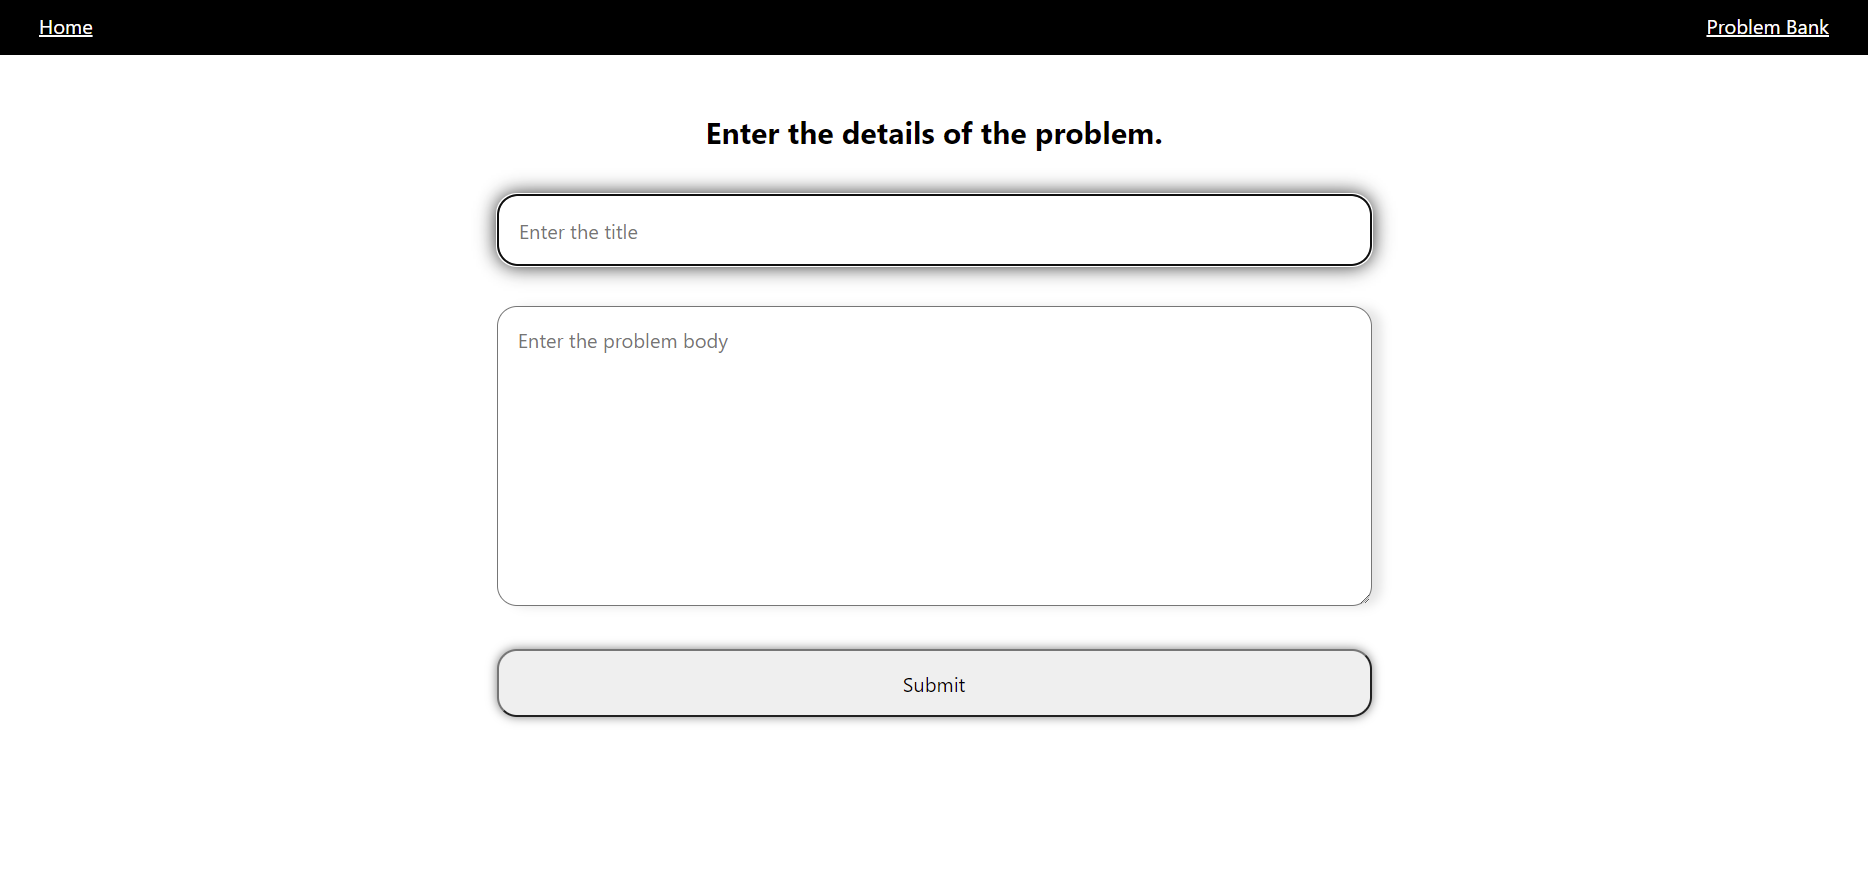 Home
Problem Bank
Enter the details of the problem.
Enter the title
Enter the problem body
Submit